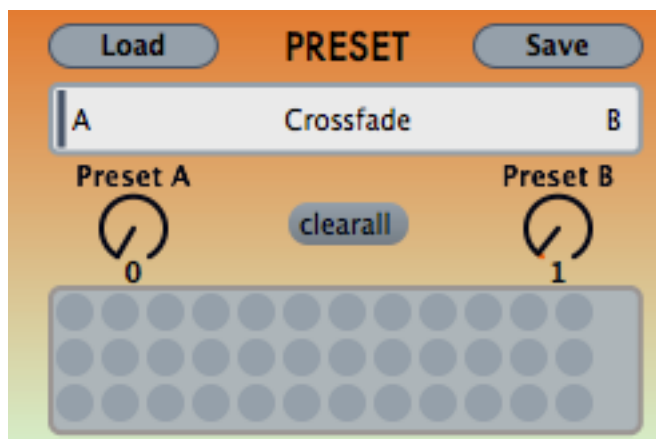 Load PRESET Save
A Crossfade B
Preset A Preset B
clearall
0 1